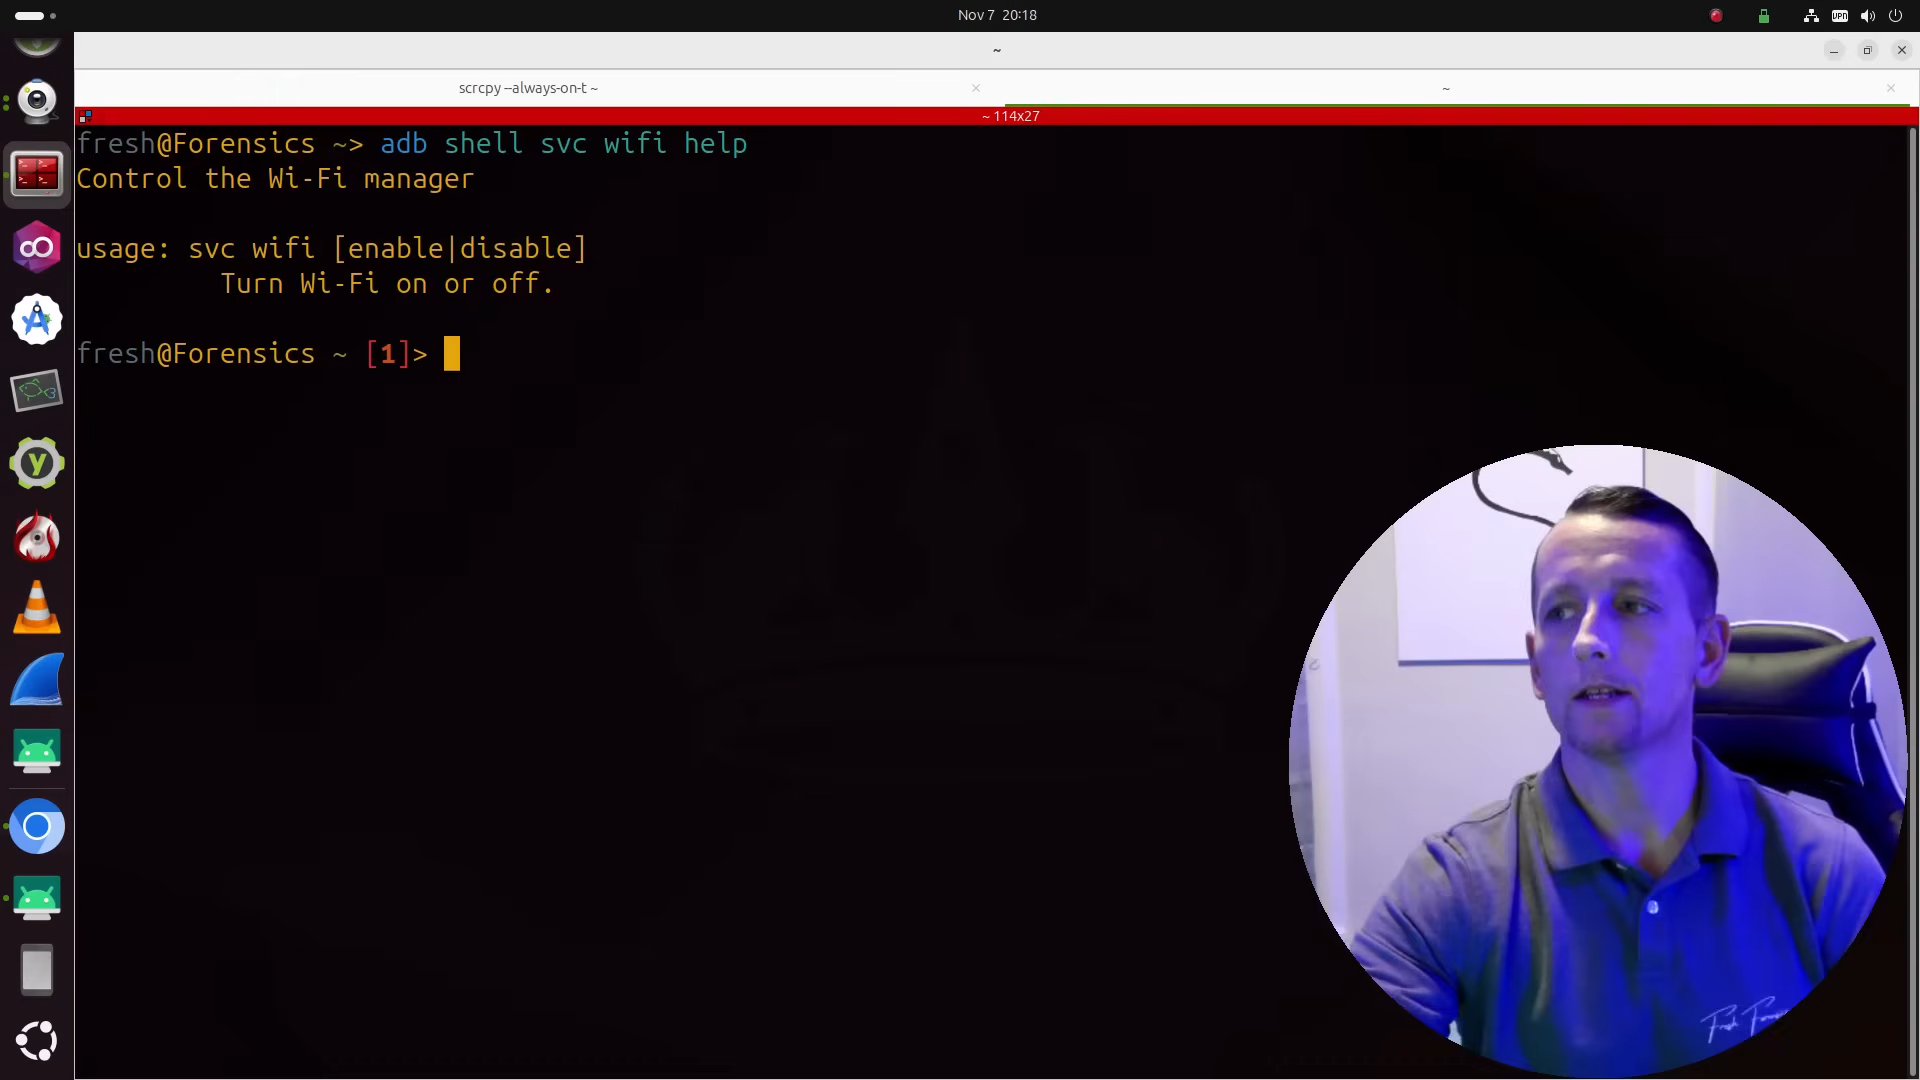 Nov 7 20:18
VPN
~
scrcpy --always-on-t ~
~
~ 114x27
fresh@Forensics ~> adb shell svc wifi help
Control the Wi-Fi manager
usage: svc wifi [enable|disable]
Turn Wi-Fi on or off.
fresh@Forensics ~ [1]>